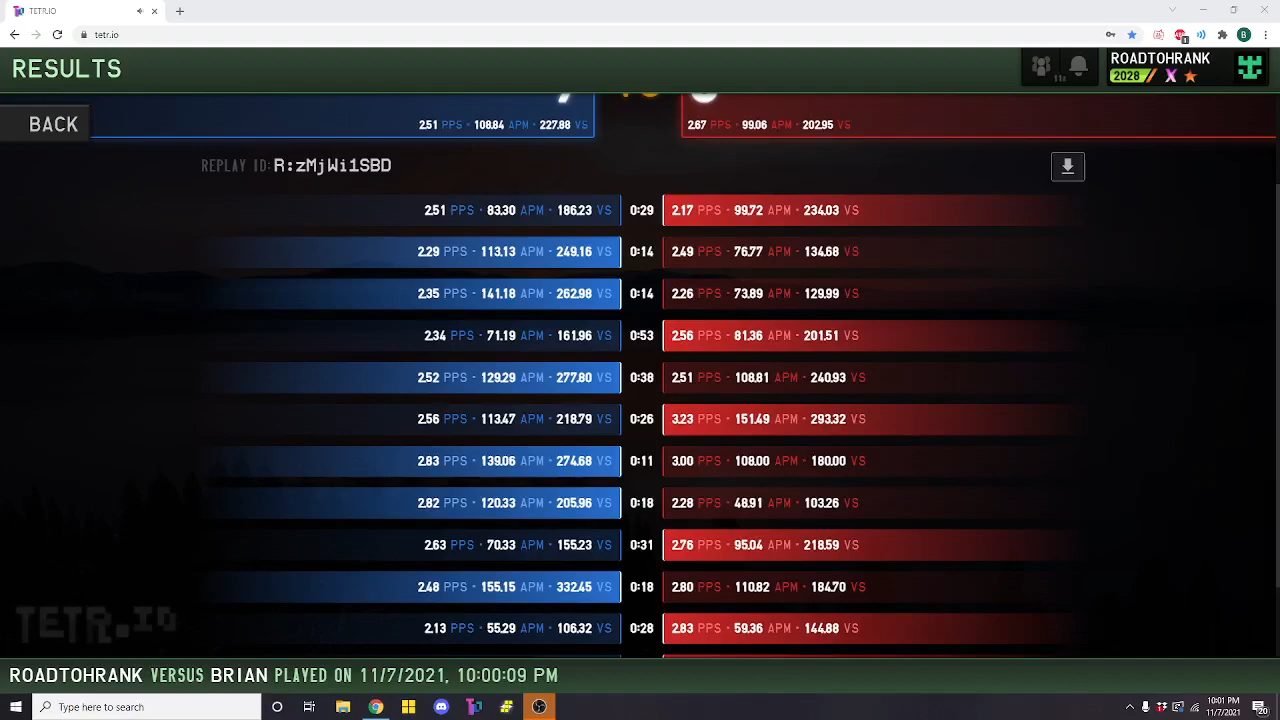 TETR.IO
tetr.io
RESULTS
11s
ROADTOHRANK
2028 X
BACK
2.51 PPS - 108.84 APM - 227.88 VS
2.67 PPS - 99.06 APM - 202.95 VS
REPLAY ID: R:zMjWi1SBD
2.51 PPS - 83.30 APM - 186.23 VS 0:29 2.17 PPS - 99.72 APM - 234.03 VS
2.29 PPS - 113.13 APM - 249.16 VS 0:14 2.49 PPS - 76.77 APM - 134.68 VS
2.35 PPS - 141.18 APM - 262.98 VS 0:14 2.26 PPS - 73.89 APM - 129.99 VS
2.34 PPS - 71.19 APM - 161.96 VS 0:53 2.56 PPS - 81.36 APM - 201.51 VS
2.52 PPS - 129.29 APM - 277.80 VS 0:38 2.51 PPS - 108.81 APM - 240.93 VS
2.56 PPS - 113.47 APM - 218.79 VS 0:26 3.23 PPS - 151.49 APM - 293.32 VS
2.83 PPS - 139.06 APM - 274.68 VS 0:11 3.00 PPS - 108.00 APM - 180.00 VS
2.82 PPS - 120.33 APM - 205.96 VS 0:18 2.28 PPS - 48.91 APM - 103.26 VS
2.63 PPS - 70.33 APM - 155.23 VS 0:31 2.76 PPS - 95.04 APM - 218.59 VS
2.48 PPS - 155.15 APM - 332.45 VS 0:18 2.80 PPS - 110.82 APM - 184.70 VS
2.13 PPS - 55.29 APM - 106.32 VS 0:28 2.83 PPS - 59.36 APM - 144.88 VS
TETR.IO
ROADTOHRANK VERSUS BRIAN PLAYED ON 11/7/2021, 10:00:09 PM
Type here to search
10:01 PM
11/7/2021
20